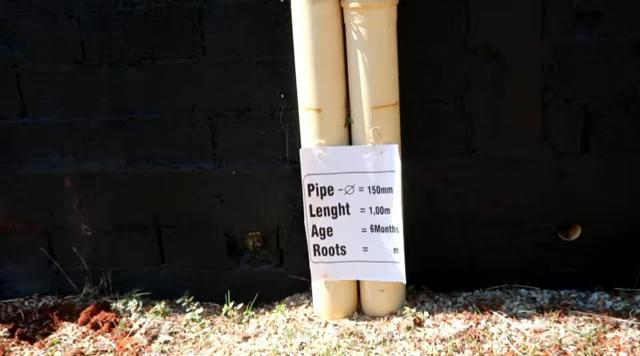 Pipe -Ø = 150mm
Lenght = 1,00m
Age = 6Months
Roots = m